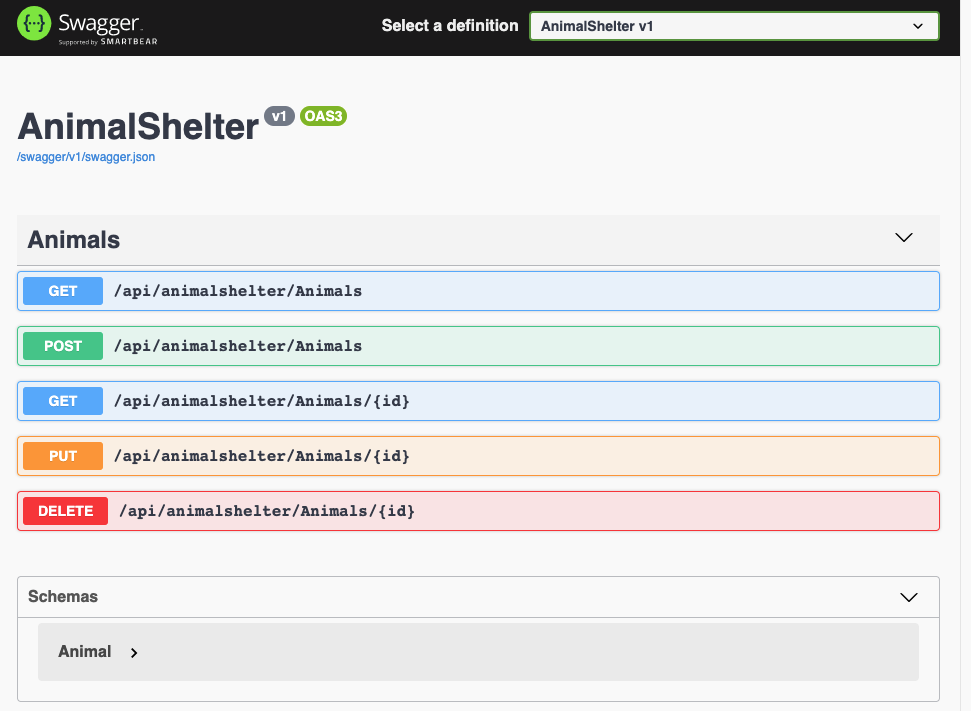 {...} Swagger.
Supported by SMARTBEAR
Select a definition AnimalShelter v1
AnimalShelter v1 OAS3
/swagger/v1/swagger.json
Animals
GET /api/animalshelter/Animals
POST /api/animalshelter/Animals
GET /api/animalshelter/Animals/{id}
PUT /api/animalshelter/Animals/{id}
DELETE /api/animalshelter/Animals/{id}
Schemas
Animal